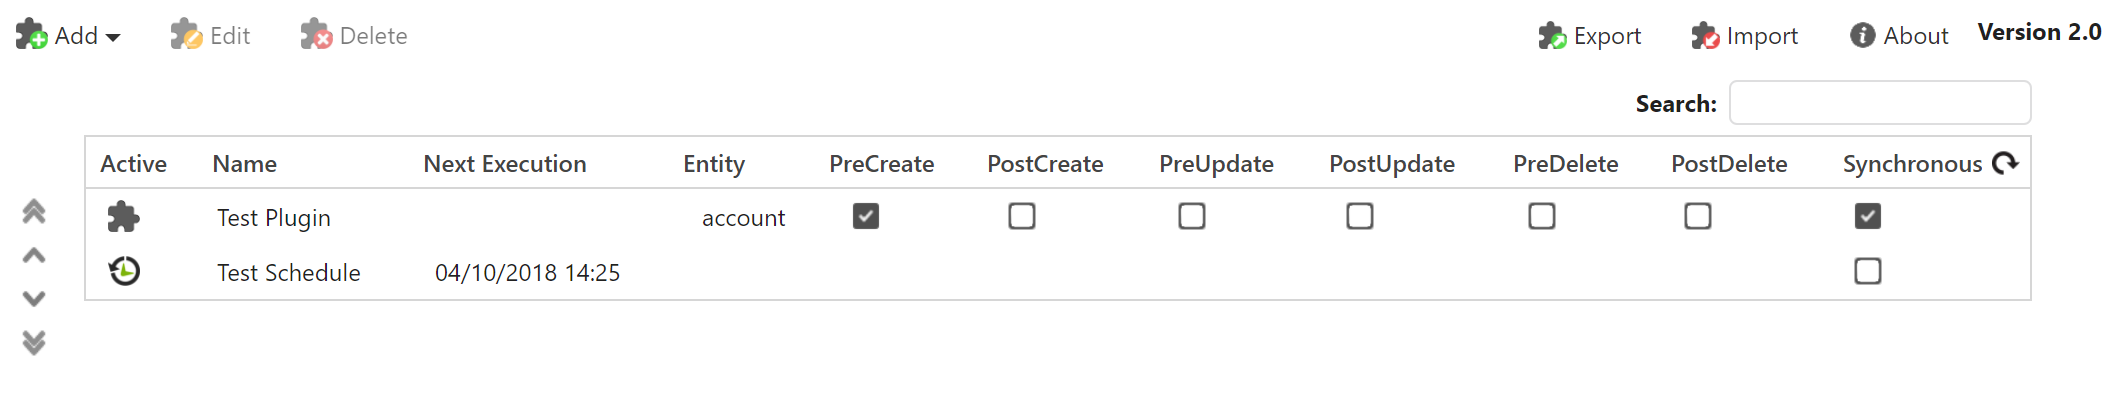 Add Edit Delete Export Import About Version 2.0
Search:
Active Name Next Execution Entity PreCreate PostCreate PreUpdate PostUpdate PreDelete PostDelete Synchronous
Test Plugin account
Test Schedule 04/10/2018 14:25